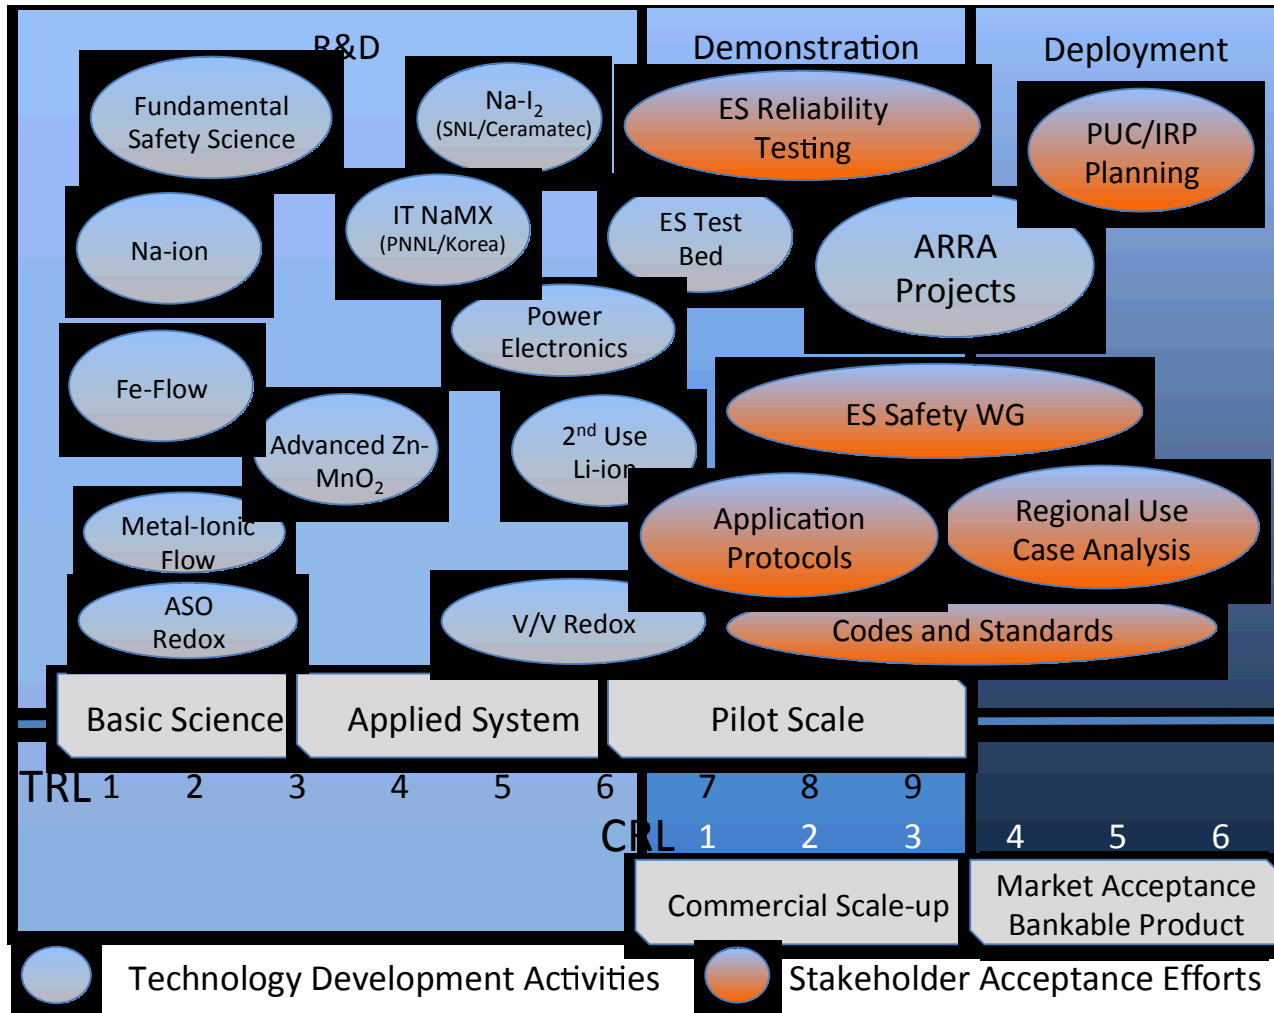 R&D
Demonstration
Deployment
Fundamental
Safety Science
Na-I2
(SNL/Ceramatec)
ES Reliability
Testing
PUC/IRP
Planning
Na-ion
IT NaMX
(PNNL/Korea)
ES Test
Bed
ARRA
Projects
Power
Electronics
Fe-Flow
Advanced Zn-
MnO2
2nd Use
Li-ion
ES Safety WG
Metal-Ionic
Flow
Application
Protocols
Regional Use
Case Analysis
ASO
Redox
V/V Redox
Codes and Standards
Basic Science
Applied System
Pilot Scale
TRL 1 2 3 4 5 6 7 8 9
CRL 1 2 3 4 5 6
Commercial Scale-up
Market Acceptance
Bankable Product
Technology Development Activities
Stakeholder Acceptance Efforts